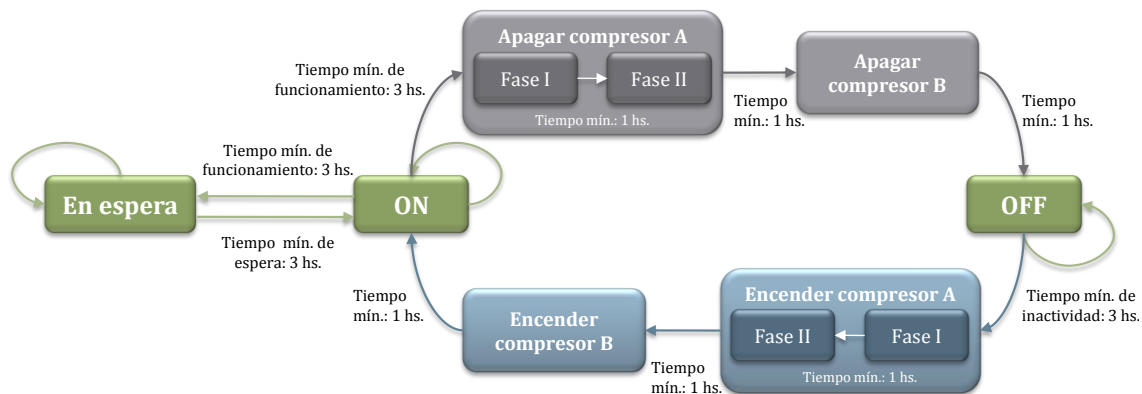 Apagar compresor A
Fase I
Fase II
Tiempo mín.: 1 hs.
Apagar
compresor B
Tiempo mín. de
funcionamiento: 3 hs.
Tiempo
mín.: 1 hs.
Tiempo
mín.: 1 hs.
Tiempo mín. de
funcionamiento: 3 hs.
En espera
ON
OFF
Tiempo mín. de
espera: 3 hs.
Tiempo
mín.: 1 hs.
Encender
compresor B
Tiempo
mín.: 1 hs.
Encender compresor A
Fase II
Fase I
Tiempo mín.: 1 hs.
Tiempo mín. de
inactividad: 3 hs.